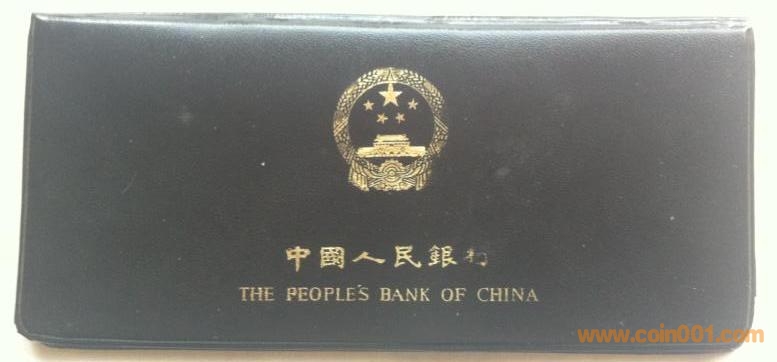 中國人民銀行
THE PEOPLE'S BANK OF CHINA
www.coin001.com